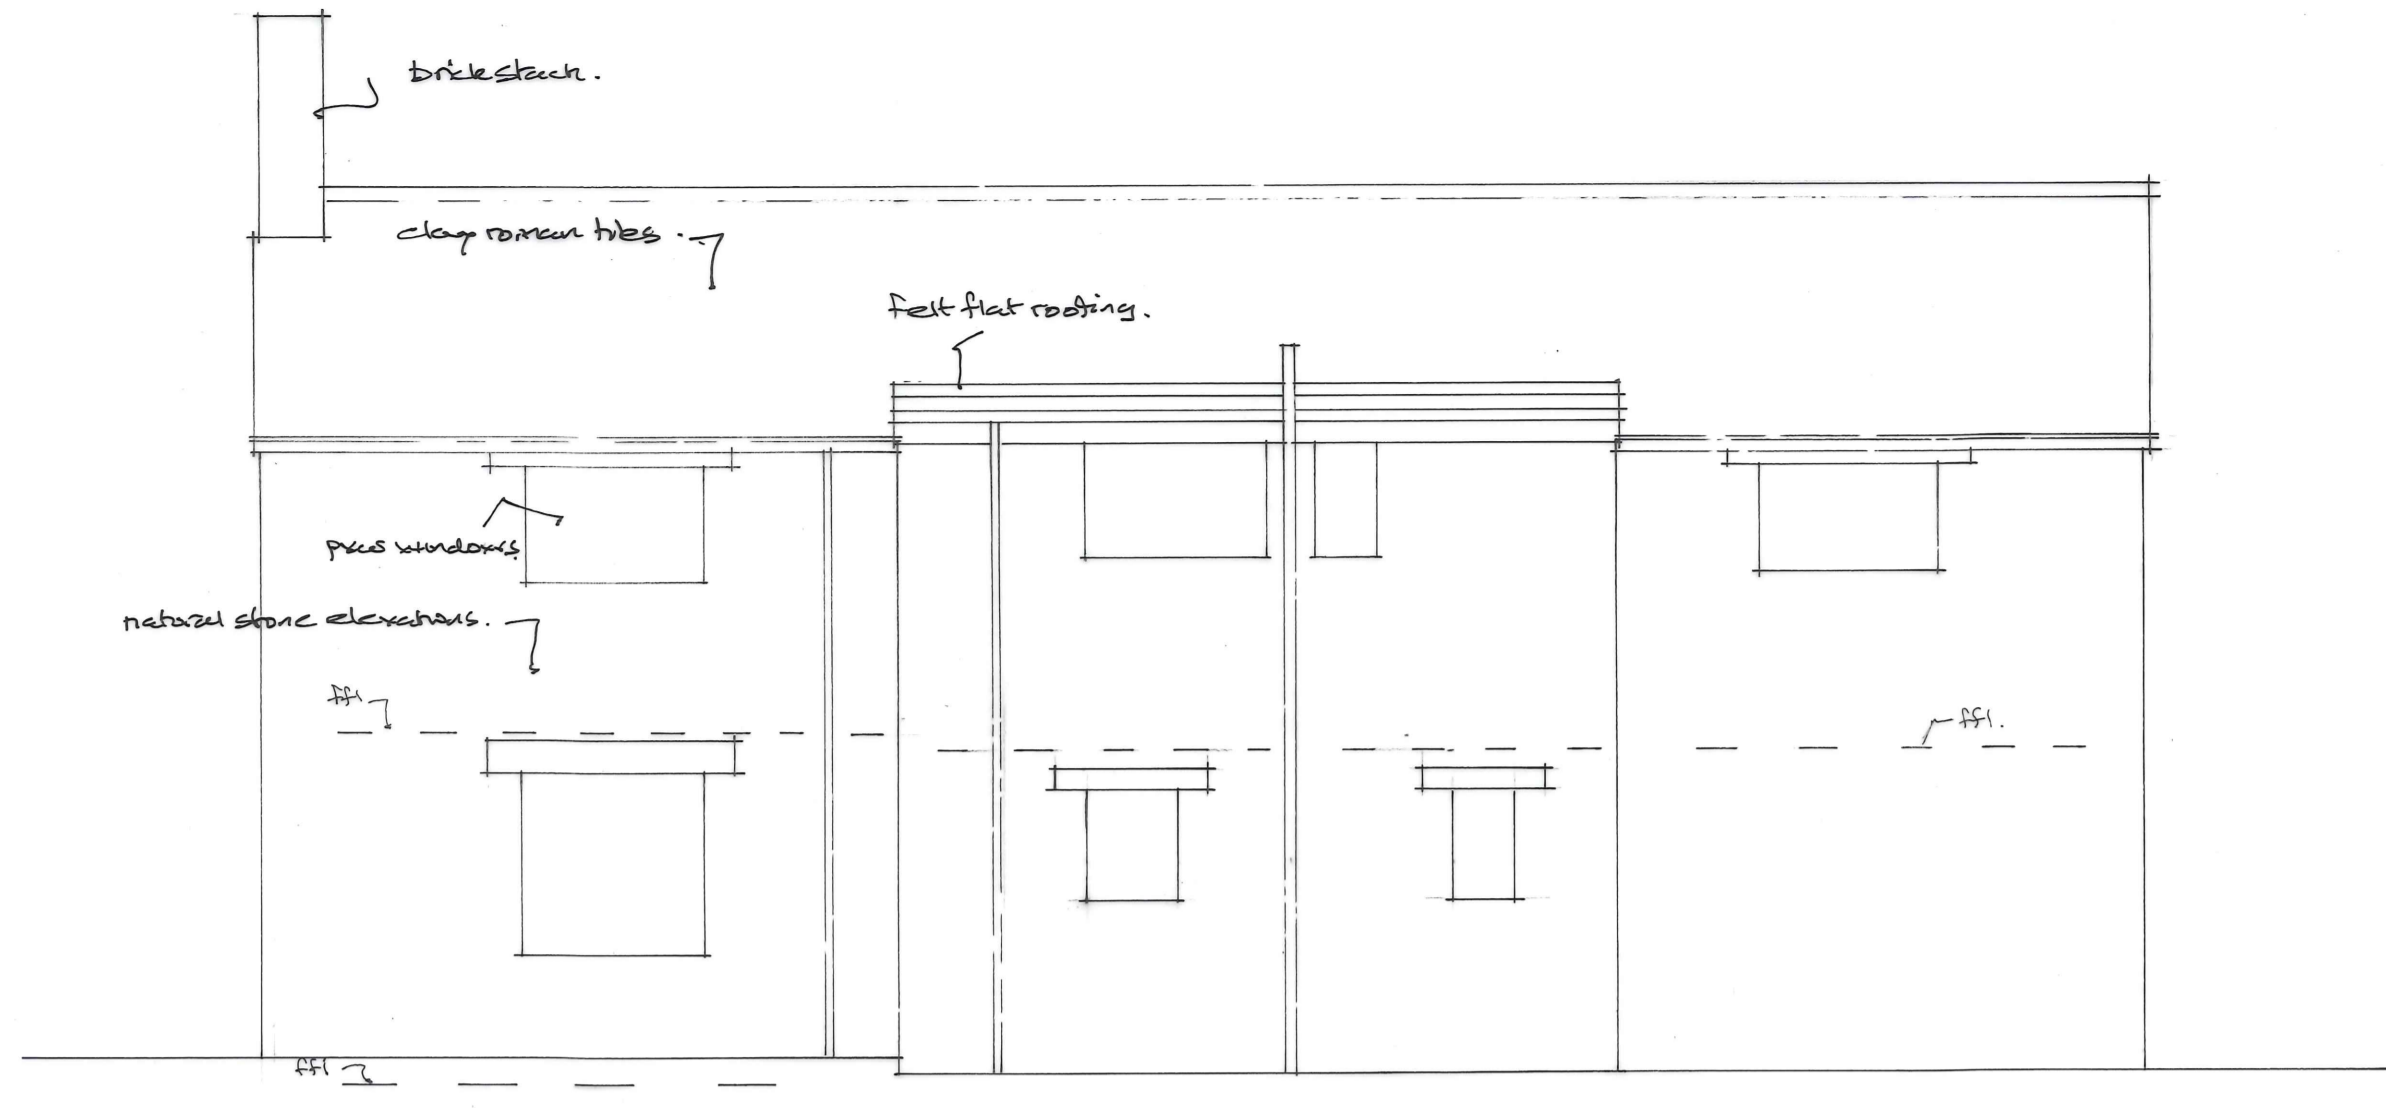 brick stack.
clay roman tiles.
felt flat roofing.
pvcu windows
natural stone elevations.
ffl
ffl.
ffl